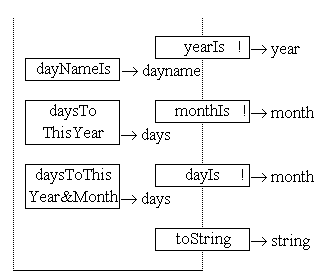 yearIs ! → year
dayNameIs → dayname
daysTo
ThisYear → days
monthIs ! → month
daysToThis
Year&Month → days
dayIs ! → month
toString → string